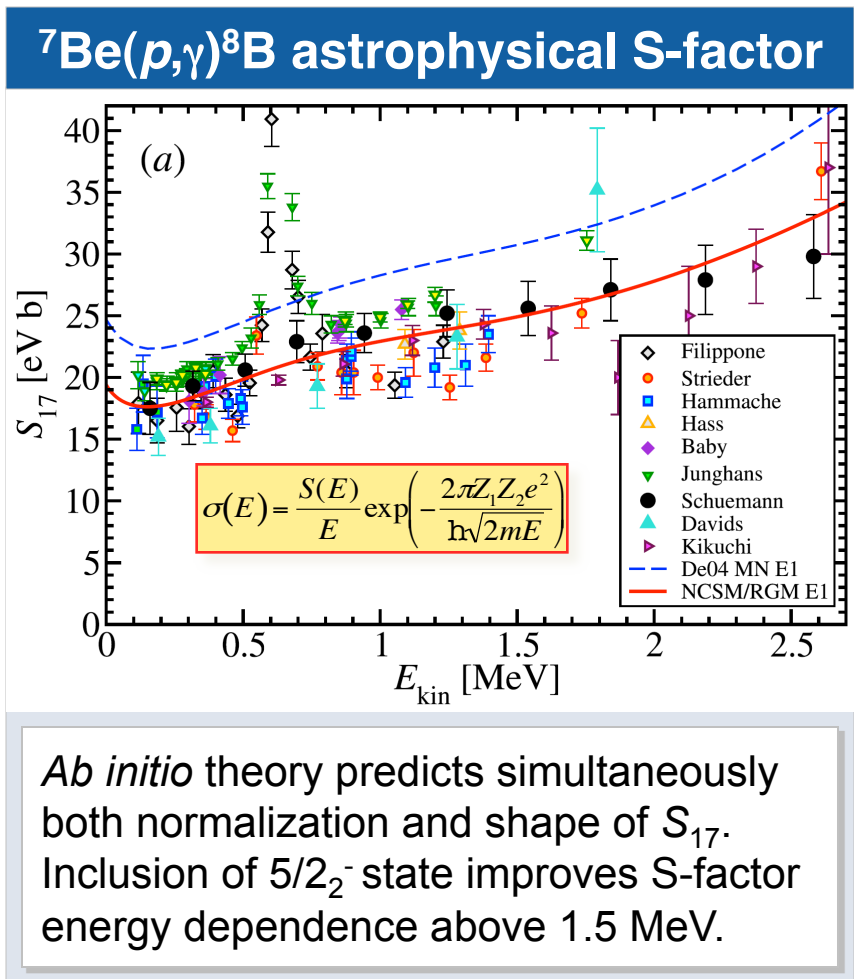 ⁷Be(p,γ)⁸B astrophysical S-factor
(a)
S₁₇ [eV b]
40
35
30
25
20
15
10
5
0
0 0.5 1 1.5 2 2.5
E_kin [MeV]
σ(E) = S(E)/E exp(−2πZ₁Z₂e²/ħ√2mE)
Filippone
Strieder
Hammache
Hass
Baby
Junghans
Schuemann
Davids
Kikuchi
De04 MN E1
NCSM/RGM E1
Ab initio theory predicts simultaneously
both normalization and shape of S₁₇.
Inclusion of 5/2₂⁻ state improves S-factor
energy dependence above 1.5 MeV.